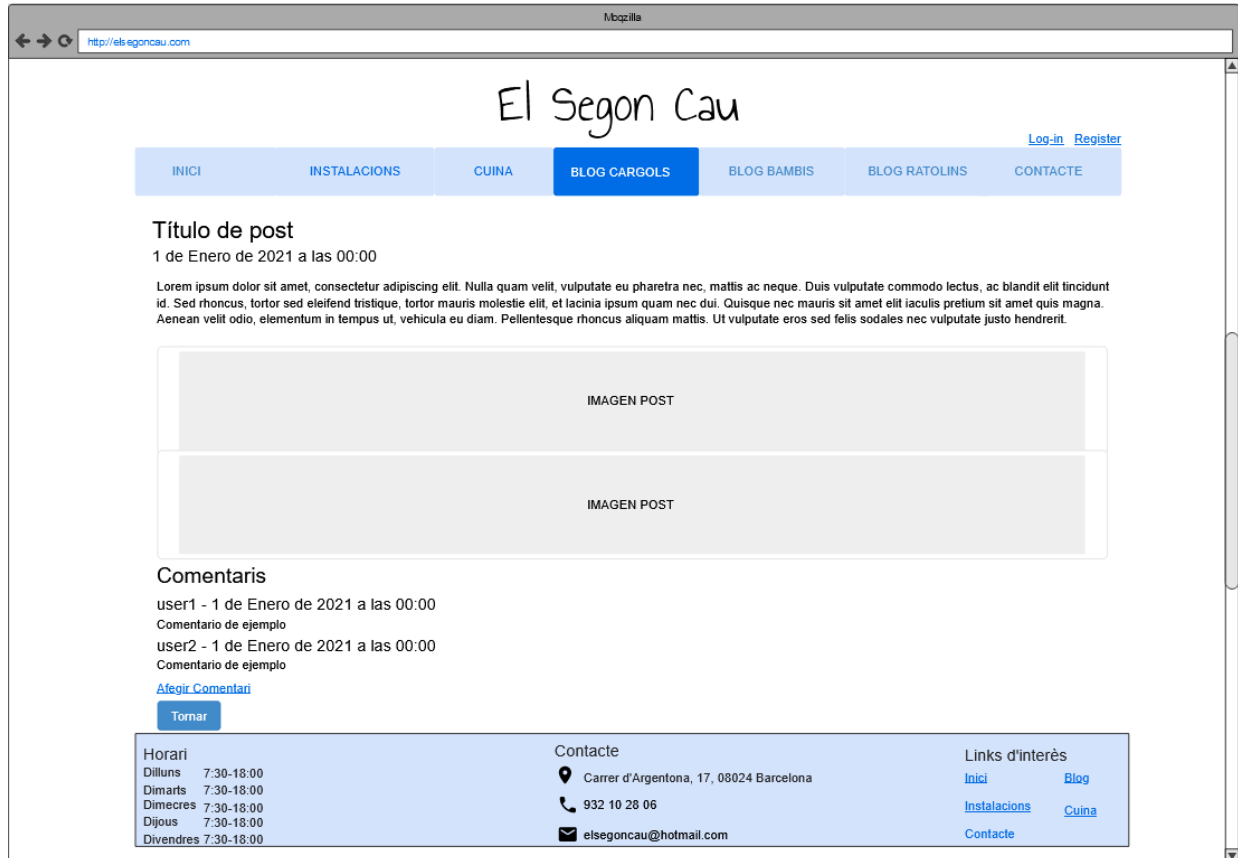 Moqzilla
http://elsegoncau.com
El Segon Cau
Log-in Register
INICI INSTALACIONS CUINA BLOG CARGOLS BLOG BAMBIS BLOG RATOLINS CONTACTE
Título de post
1 de Enero de 2021 a las 00:00
Lorem ipsum dolor sit amet, consectetur adipiscing elit. Nulla quam velit, vulputate eu pharetra nec, mattis ac neque. Duis vulputate commodo lectus, ac blandit elit tincidunt
id. Sed rhoncus, tortor sed eleifend tristique, tortor mauris molestie elit, et lacinia ipsum quam nec dui. Quisque nec mauris sit amet elit iaculis pretium sit amet quis magna.
Aenean velit odio, elementum in tempus ut, vehicula eu diam. Pellentesque rhoncus aliquam mattis. Ut vulputate eros sed felis sodales nec vulputate justo hendrerit.
IMAGEN POST
IMAGEN POST
Comentaris
user1 - 1 de Enero de 2021 a las 00:00
Comentario de ejemplo
user2 - 1 de Enero de 2021 a las 00:00
Comentario de ejemplo
Afegir Comentari
Tornar
Horari
Dilluns 7:30-18:00
Dimarts 7:30-18:00
Dimecres 7:30-18:00
Dijous 7:30-18:00
Divendres 7:30-18:00
Contacte
Carrer d'Argentona, 17, 08024 Barcelona
932 10 28 06
elsegoncau@hotmail.com
Links d'interès
Inici Blog
Instalacions Cuina
Contacte